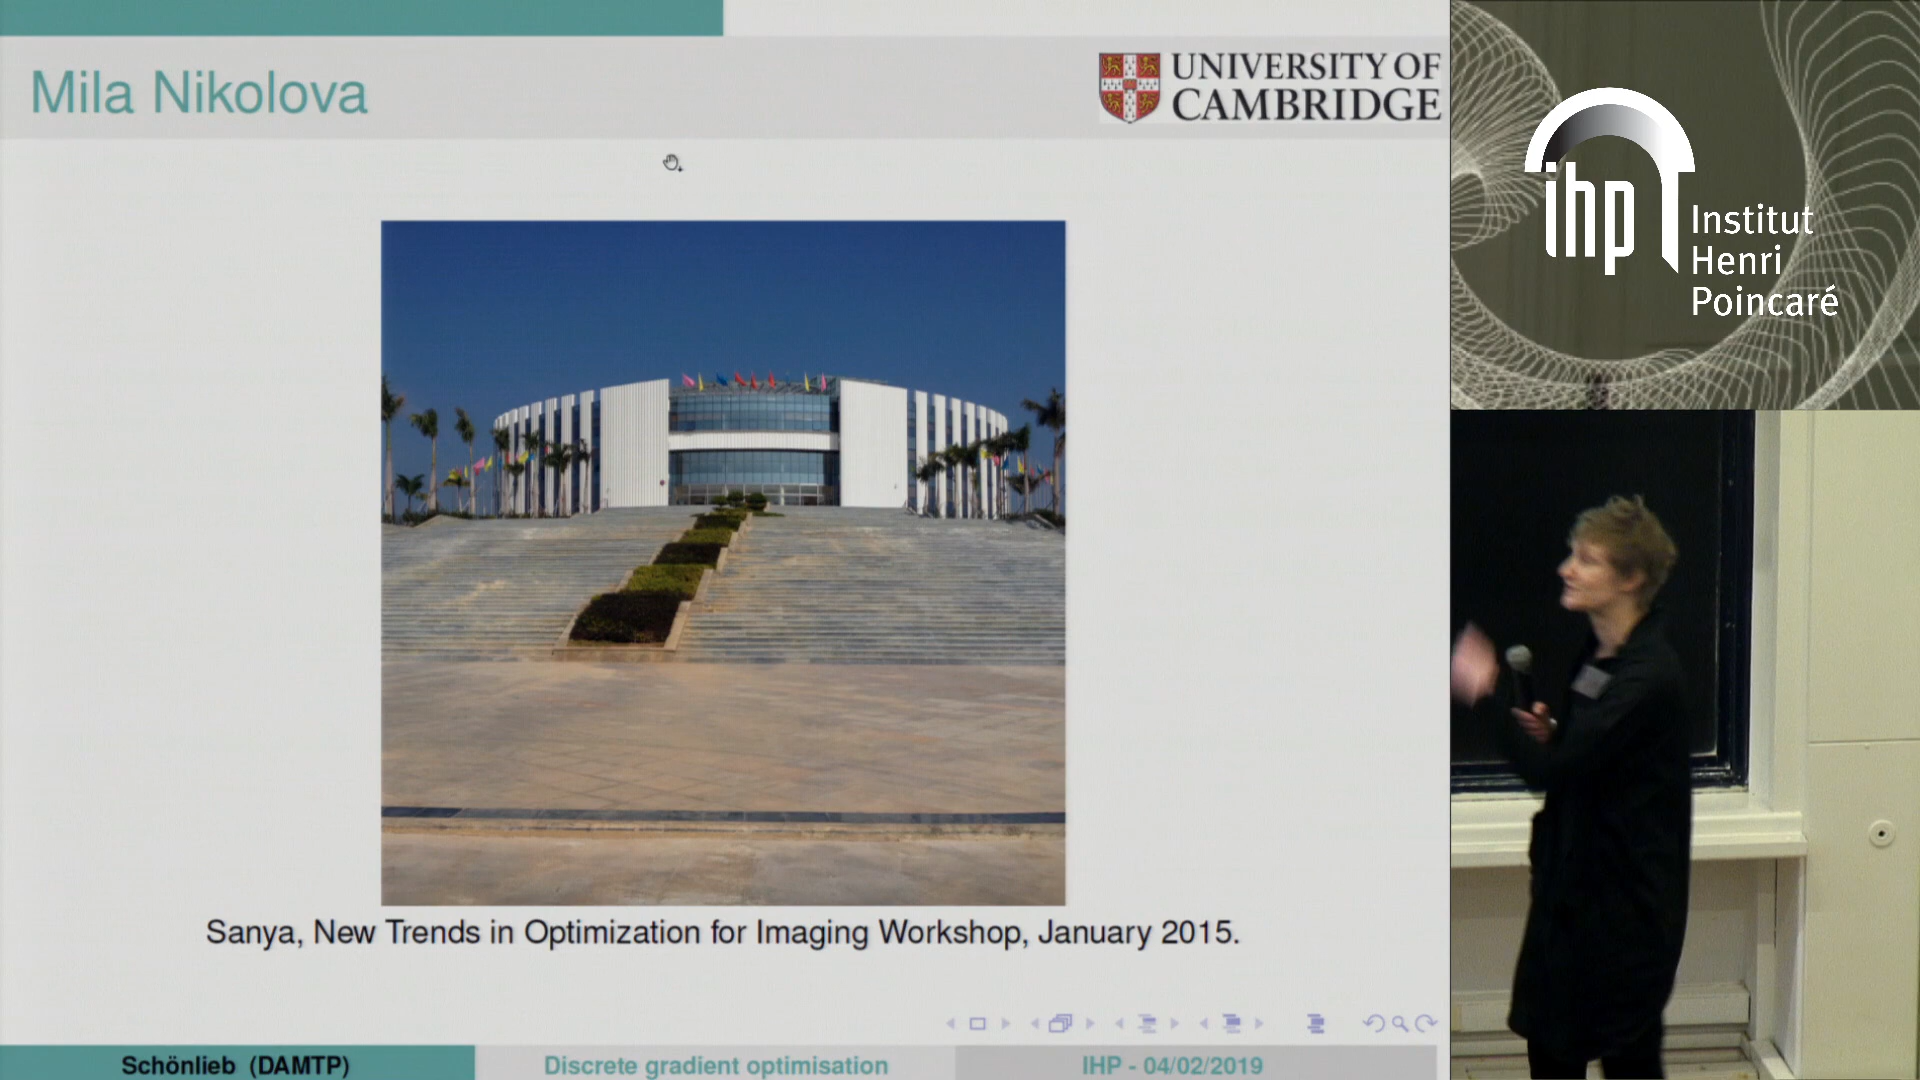 Mila Nikolova
UNIVERSITY OF
CAMBRIDGE
Sanya, New Trends in Optimization for Imaging Workshop, January 2015.
Schönlieb (DAMTP)
Discrete gradient optimisation
IHP - 04/02/2019
ihp
Institut
Henri
Poincaré